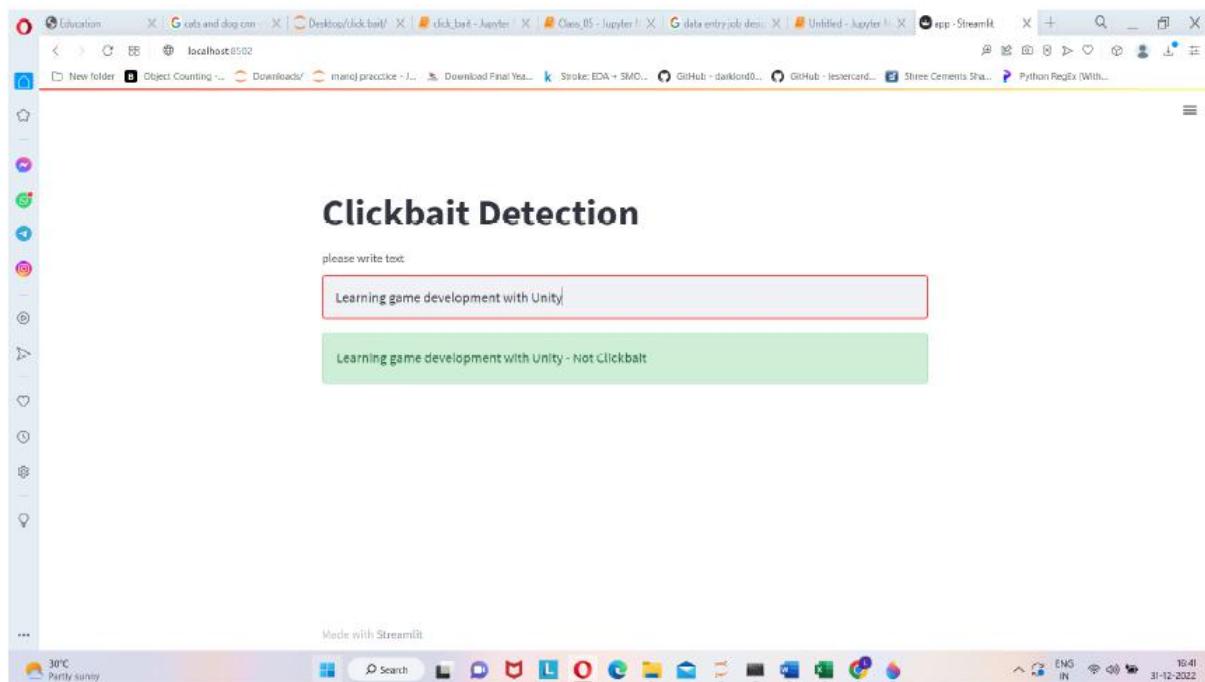 Education
cats and dog cnn
Desktop/click bait/
click_bait - Jupyter
Class_05 - Jupyter
data entry job desc
Untitled - Jupyter
app - Streamlit
localhost:8502
New folder
Object Counting -...
Downloads/
manoj pracctice - J...
Download Final Yea...
Stroke: EDA + SMO...
GitHub - darklord0...
GitHub - lestercard...
Shree Cements Sha...
Python RegEx (With...
Clickbait Detection
please write text
Learning game development with Unity
Learning game development with Unity - Not Clickbait
Made with Streamlit
30°C
Partly sunny
Search
ENG
IN
16:41
31-12-2022